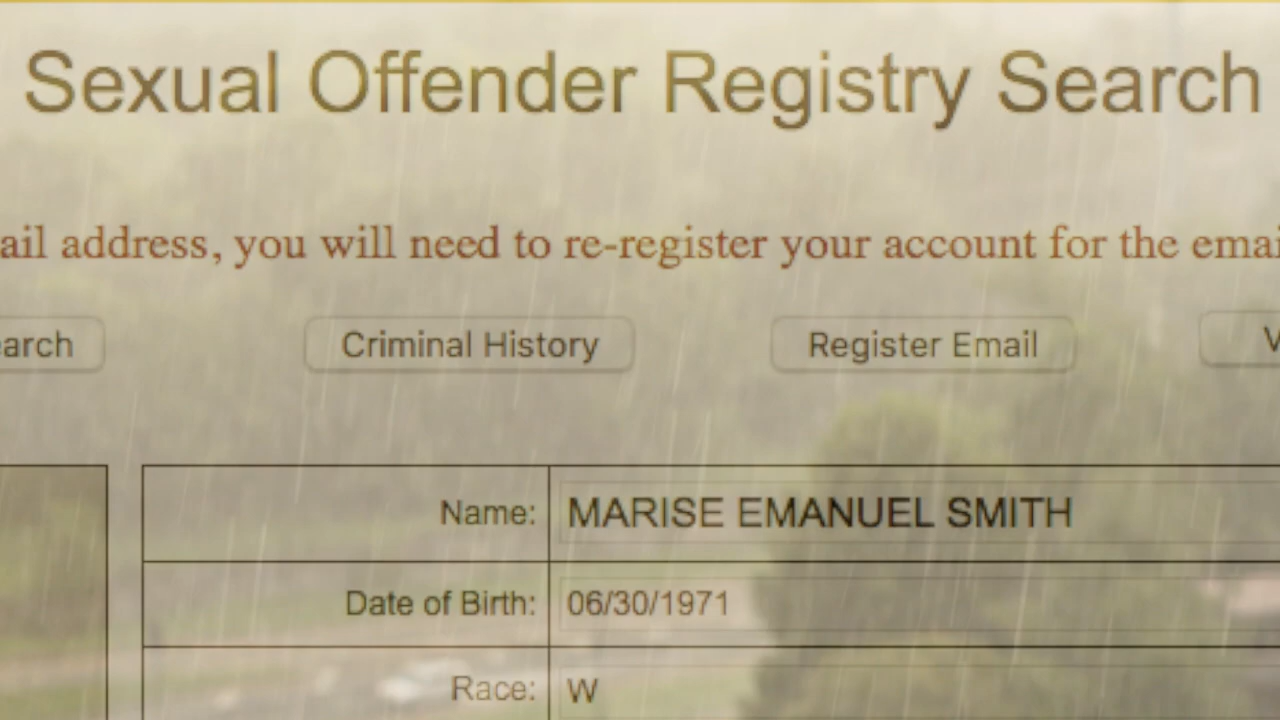 Sexual Offender Registry Search
ail address, you will need to re-register your account for the emai
earch
Criminal History
Register Email
V
Name: MARISE EMANUEL SMITH
Date of Birth: 06/30/1971
Race: W